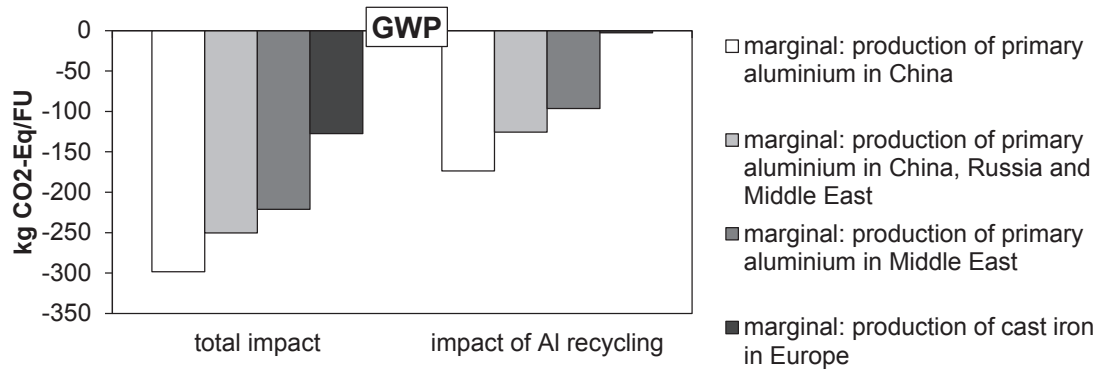 GWP
0
-50
-100
-150
-200
-250
-300
-350
kg CO2-Eq/FU
total impact
impact of Al recycling
marginal: production of primary
aluminium in China
marginal: production of primary
aluminium in China, Russia and
Middle East
marginal: production of primary
aluminium in Middle East
marginal: production of cast iron
in Europe